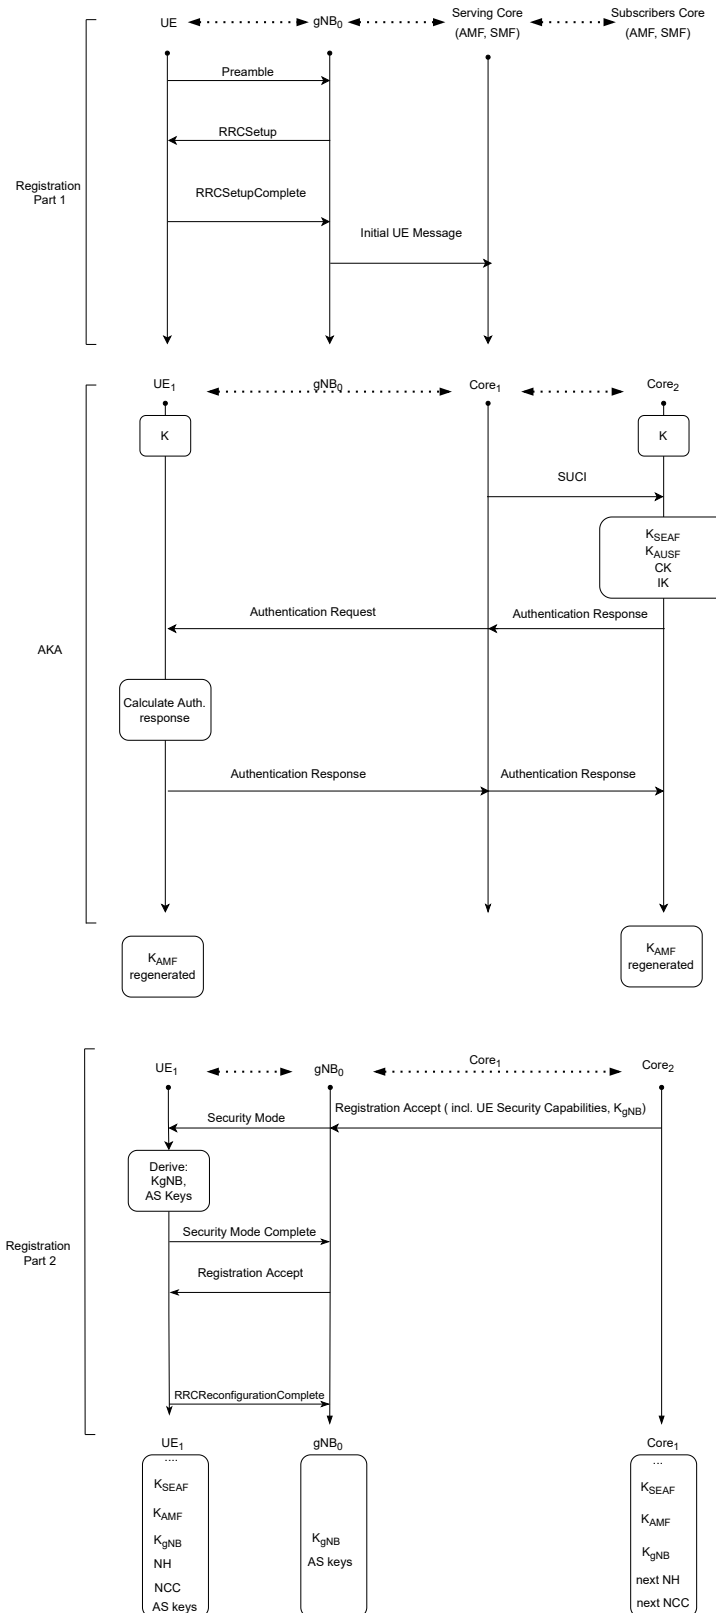 UE gNB0 Serving Core Subscribers Core
(AMF, SMF) (AMF, SMF)
Preamble
RRCSetup
Registration
Part 1
RRCSetupComplete
Initial UE Message
UE1 gNB0 Core1 Core2
K K
SUCI
KSEAF
KAUSF
CK
IK
Authentication Request Authentication Response
AKA
Calculate Auth.
response
Authentication Response Authentication Response
KAMF
regenerated
KAMF
regenerated
UE1 gNB0 Core1 Core2
Security Mode Registration Accept ( incl. UE Security Capabilities, KgNB)
Derive:
KgNB,
AS Keys
Security Mode Complete
Registration
Part 2
Registration Accept
RRCReconfigurationComplete
UE1 gNB0 Core1
....
KSEAF
KAMF
KgNB
NH
NCC
AS keys
KgNB
AS keys
...
KSEAF
KAMF
KgNB
next NH
next NCC